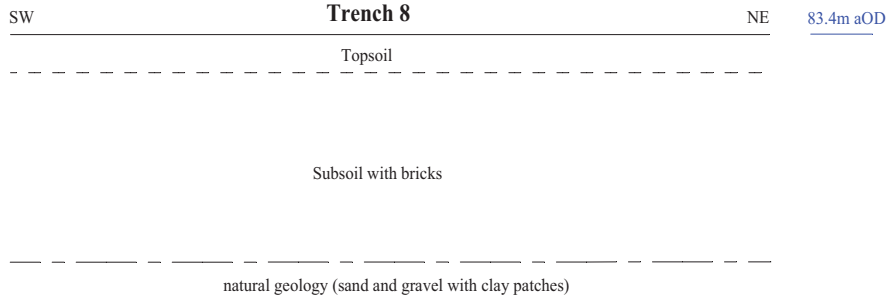 SW Trench 8 NE 83.4m aOD
Topsoil
Subsoil with bricks
natural geology (sand and gravel with clay patches)